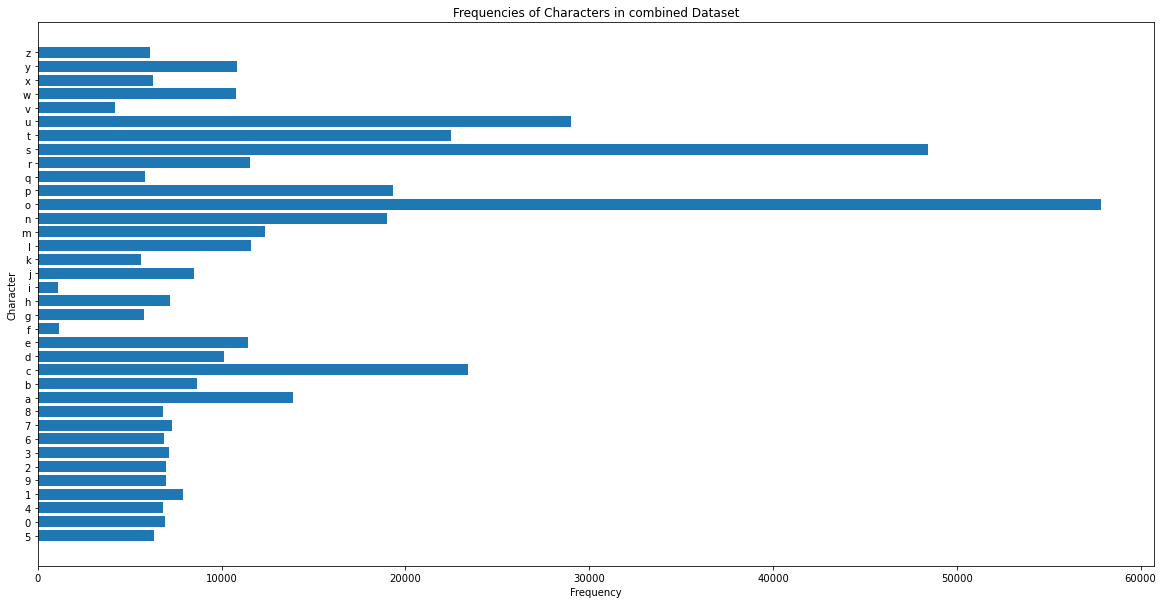 Frequencies of Characters in combined Dataset
z
y
x
w
v
u
t
s
r
q
p
o
n
m
l
k
j
i
h
g
f
e
d
c
b
a
8
7
6
3
2
9
1
4
0
5
Character
0 10000 20000 30000 40000 50000 60000
Frequency